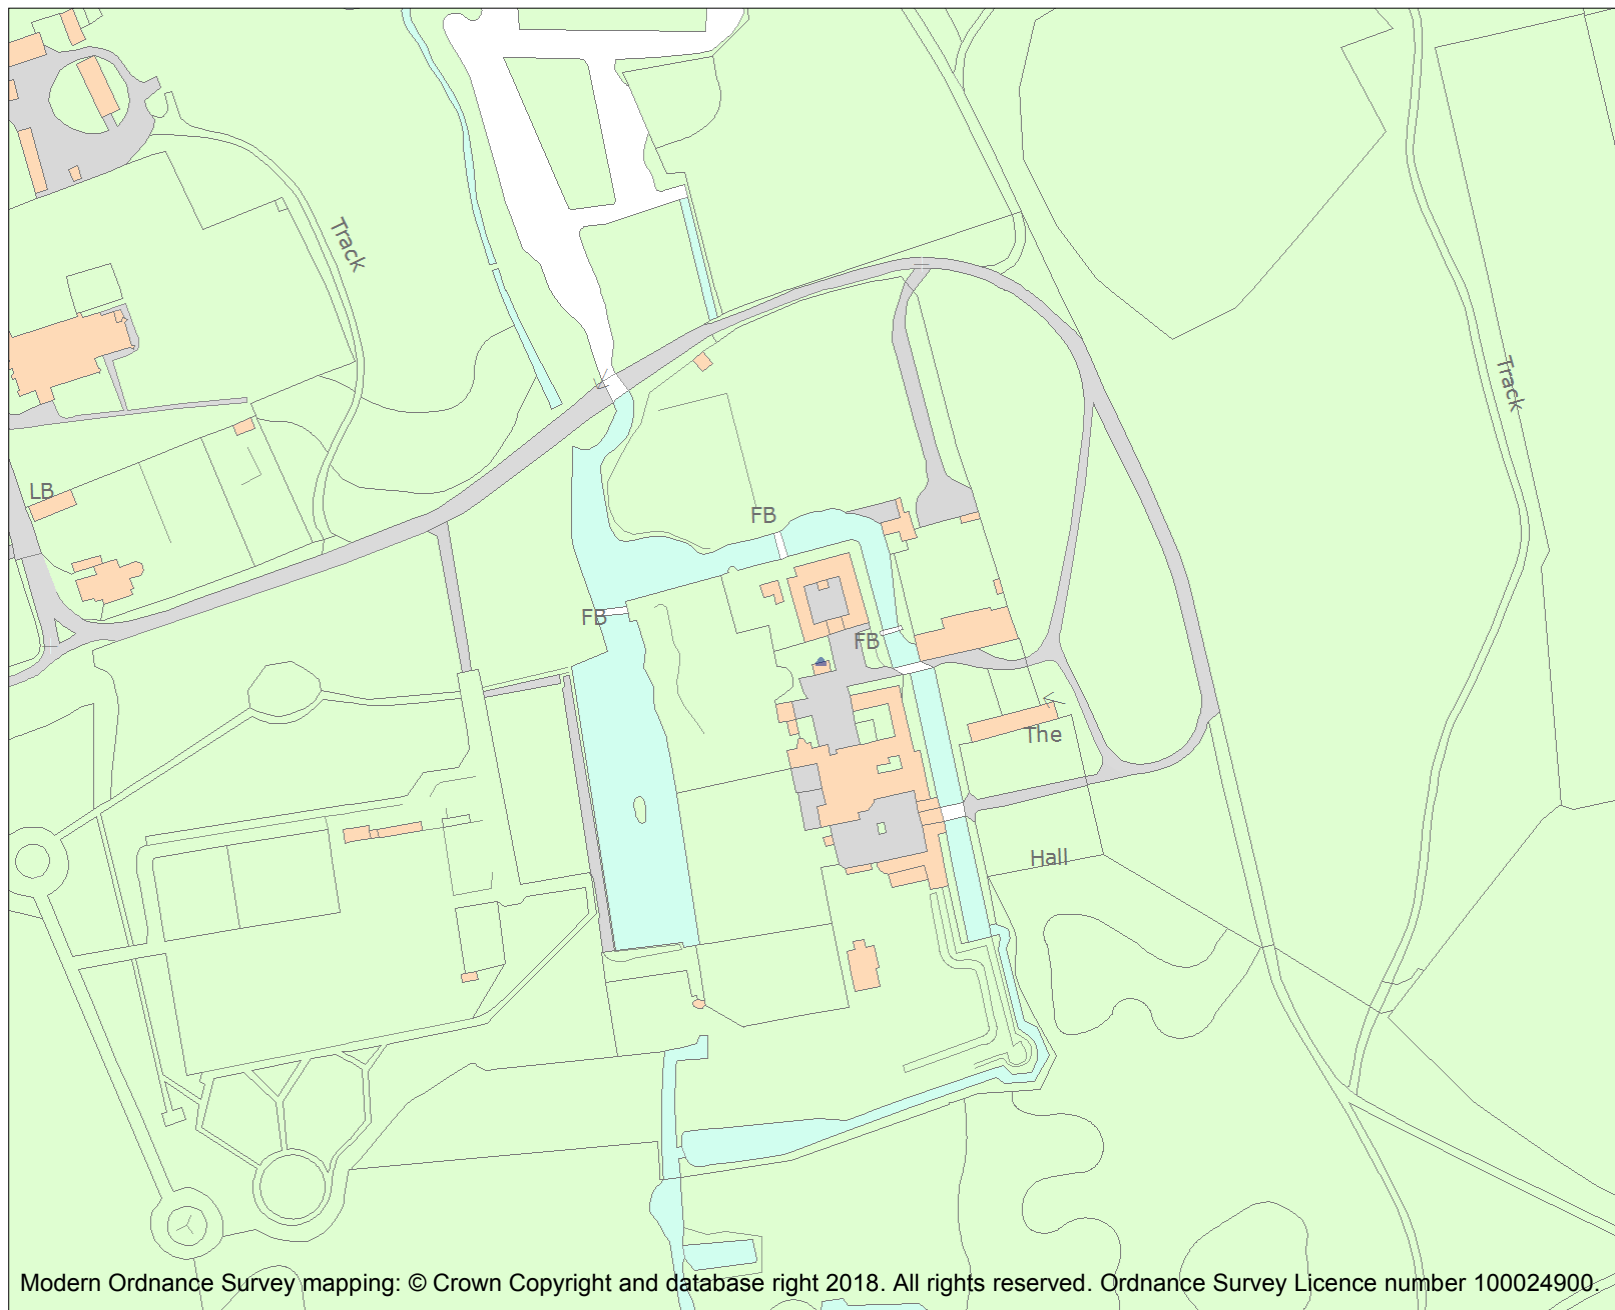 Track
Track
LB
FB
FB
FB
The
Hall
Modern Ordnance Survey mapping: © Crown Copyright and database right 2018. All rights reserved. Ordnance Survey Licence number 100024900.